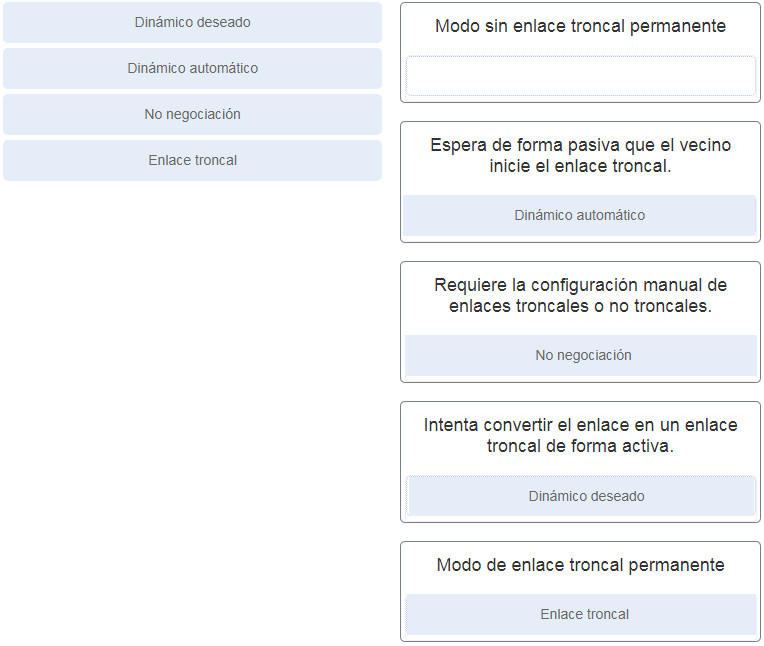 Dinámico deseado
Dinámico automático
No negociación
Enlace troncal
Modo sin enlace troncal permanente
Espera de forma pasiva que el vecino
inicie el enlace troncal.
Dinámico automático
Requiere la configuración manual de
enlaces troncales o no troncales.
No negociación
Intenta convertir el enlace en un enlace
troncal de forma activa.
Dinámico deseado
Modo de enlace troncal permanente
Enlace troncal